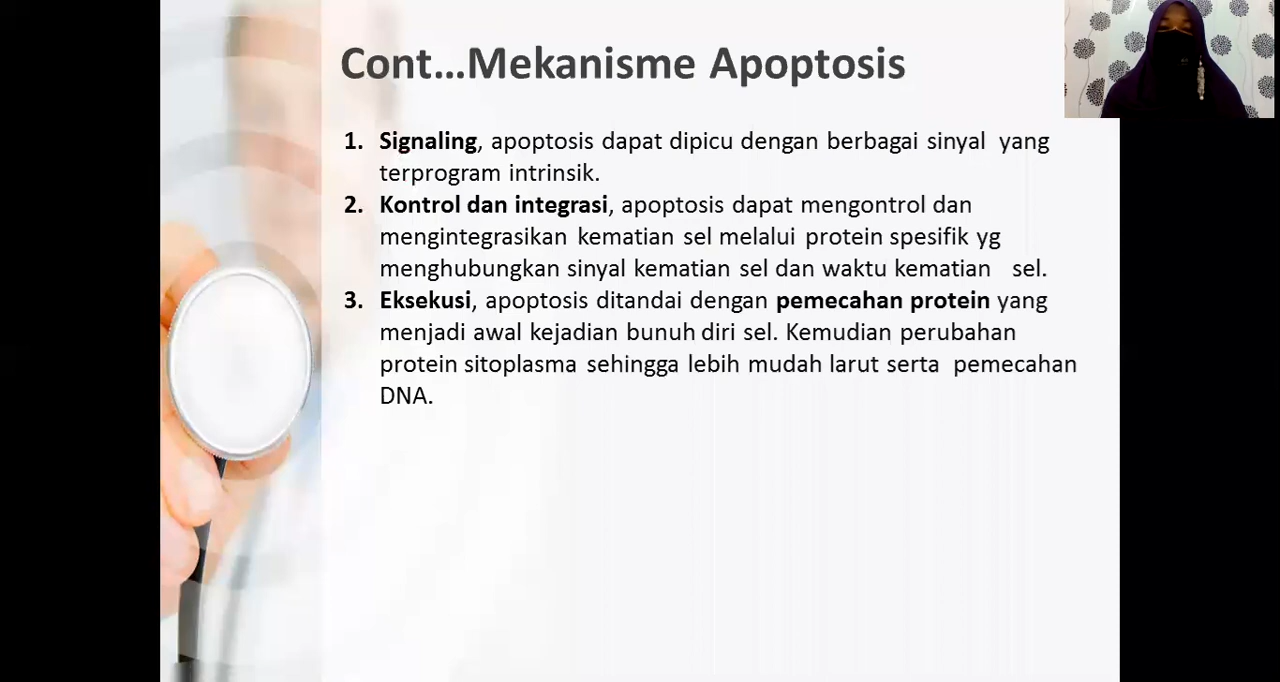 Cont...Mekanisme Apoptosis
1. Signaling, apoptosis dapat dipicu dengan berbagai sinyal yang
terprogram intrinsik.
2. Kontrol dan integrasi, apoptosis dapat mengontrol dan
mengintegrasikan kematian sel melalui protein spesifik yg
menghubungkan sinyal kematian sel dan waktu kematian sel.
3. Eksekusi, apoptosis ditandai dengan pemecahan protein yang
menjadi awal kejadian bunuh diri sel. Kemudian perubahan
protein sitoplasma sehingga lebih mudah larut serta pemecahan
DNA.